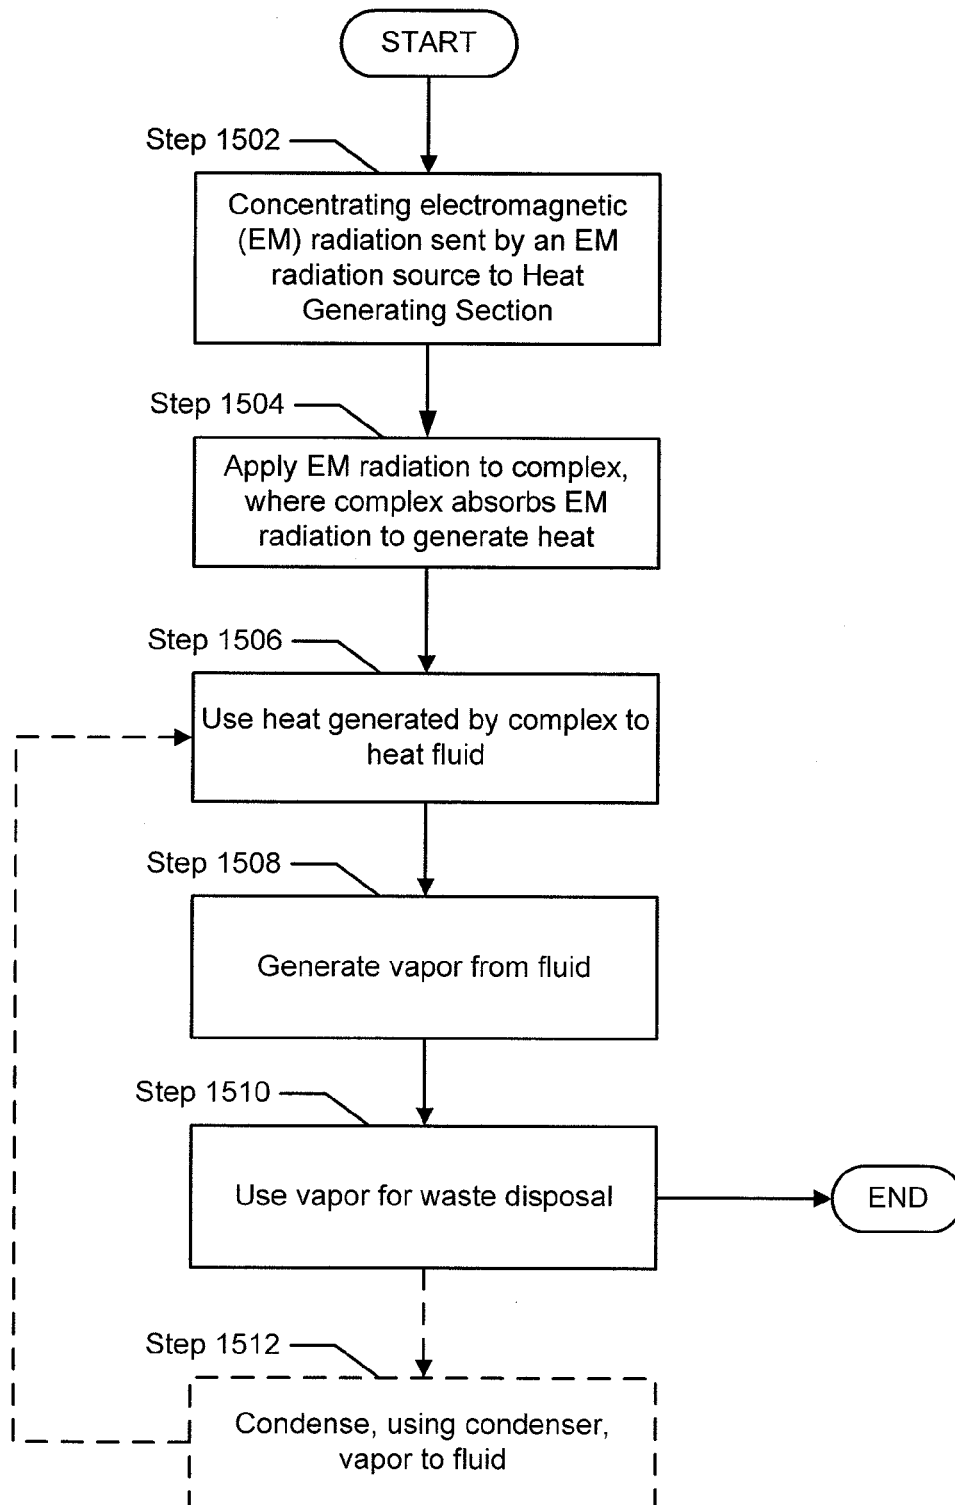 START
Step 1502
Concentrating electromagnetic
(EM) radiation sent by an EM
radiation source to Heat
Generating Section
Step 1504
Apply EM radiation to complex,
where complex absorbs EM
radiation to generate heat
Step 1506
Use heat generated by complex to
heat fluid
Step 1508
Generate vapor from fluid
Step 1510
Use vapor for waste disposal
END
Step 1512
Condense, using condenser,
vapor to fluid